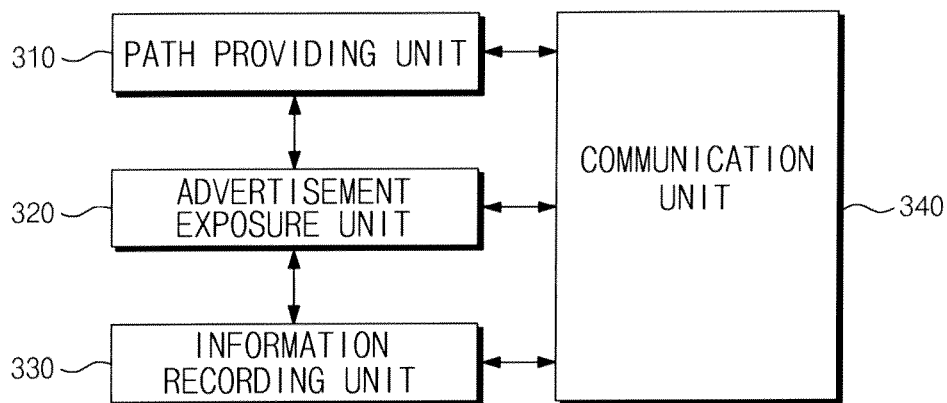 310
PATH PROVIDING UNIT
320
ADVERTISEMENT
EXPOSURE UNIT
330
INFORMATION
RECORDING UNIT
COMMUNICATION
UNIT
340